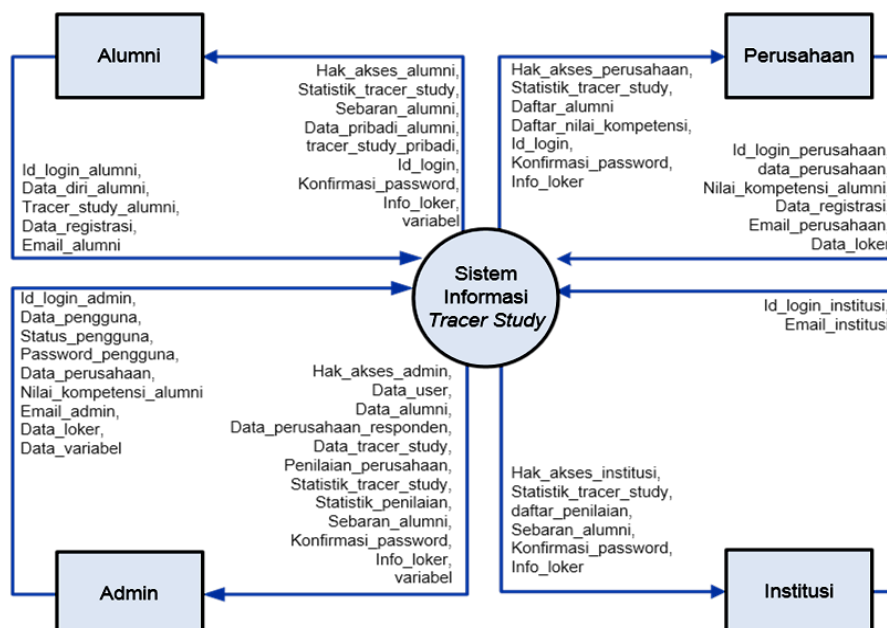 Alumni
Perusahaan
Hak_akses_alumni,
Statistik_tracer_study,
Sebaran_alumni,
Data_pribadi_alumni,
tracer_study_pribadi,
Id_login,
Konfirmasi_password,
Info_loker,
variabel
Hak_akses_perusahaan,
Statistik_tracer_study,
Daftar_alumni
Daftar_nilai_kompetensi,
Id_login,
Konfirmasi_password,
Info_loker
Id_login_alumni,
Data_diri_alumni,
Tracer_study_alumni,
Data_registrasi,
Email_alumni
Id_login_perusahaan,
data_perusahaan,
Nilai_kompetensi_alumni,
Data_registrasi,
Email_perusahaan,
Data_loker
Sistem
Informasi
Tracer Study
Id_login_admin,
Data_pengguna,
Status_pengguna,
Password_pengguna,
Data_perusahaan,
Nilai_kompetensi_alumni
Email_admin,
Data_loker,
Data_variabel
Id_login_institusi,
Email_institusi
Hak_akses_admin,
Data_user,
Data_alumni,
Data_perusahaan_responden,
Data_tracer_study,
Penilaian_perusahaan,
Statistik_tracer_study,
Statistik_penilaian,
Sebaran_alumni,
Konfirmasi_password,
Info_loker,
variabel
Hak_akses_institusi,
Statistik_tracer_study,
daftar_penilaian,
Sebaran_alumni,
Konfirmasi_password,
Info_loker
Admin
Institusi